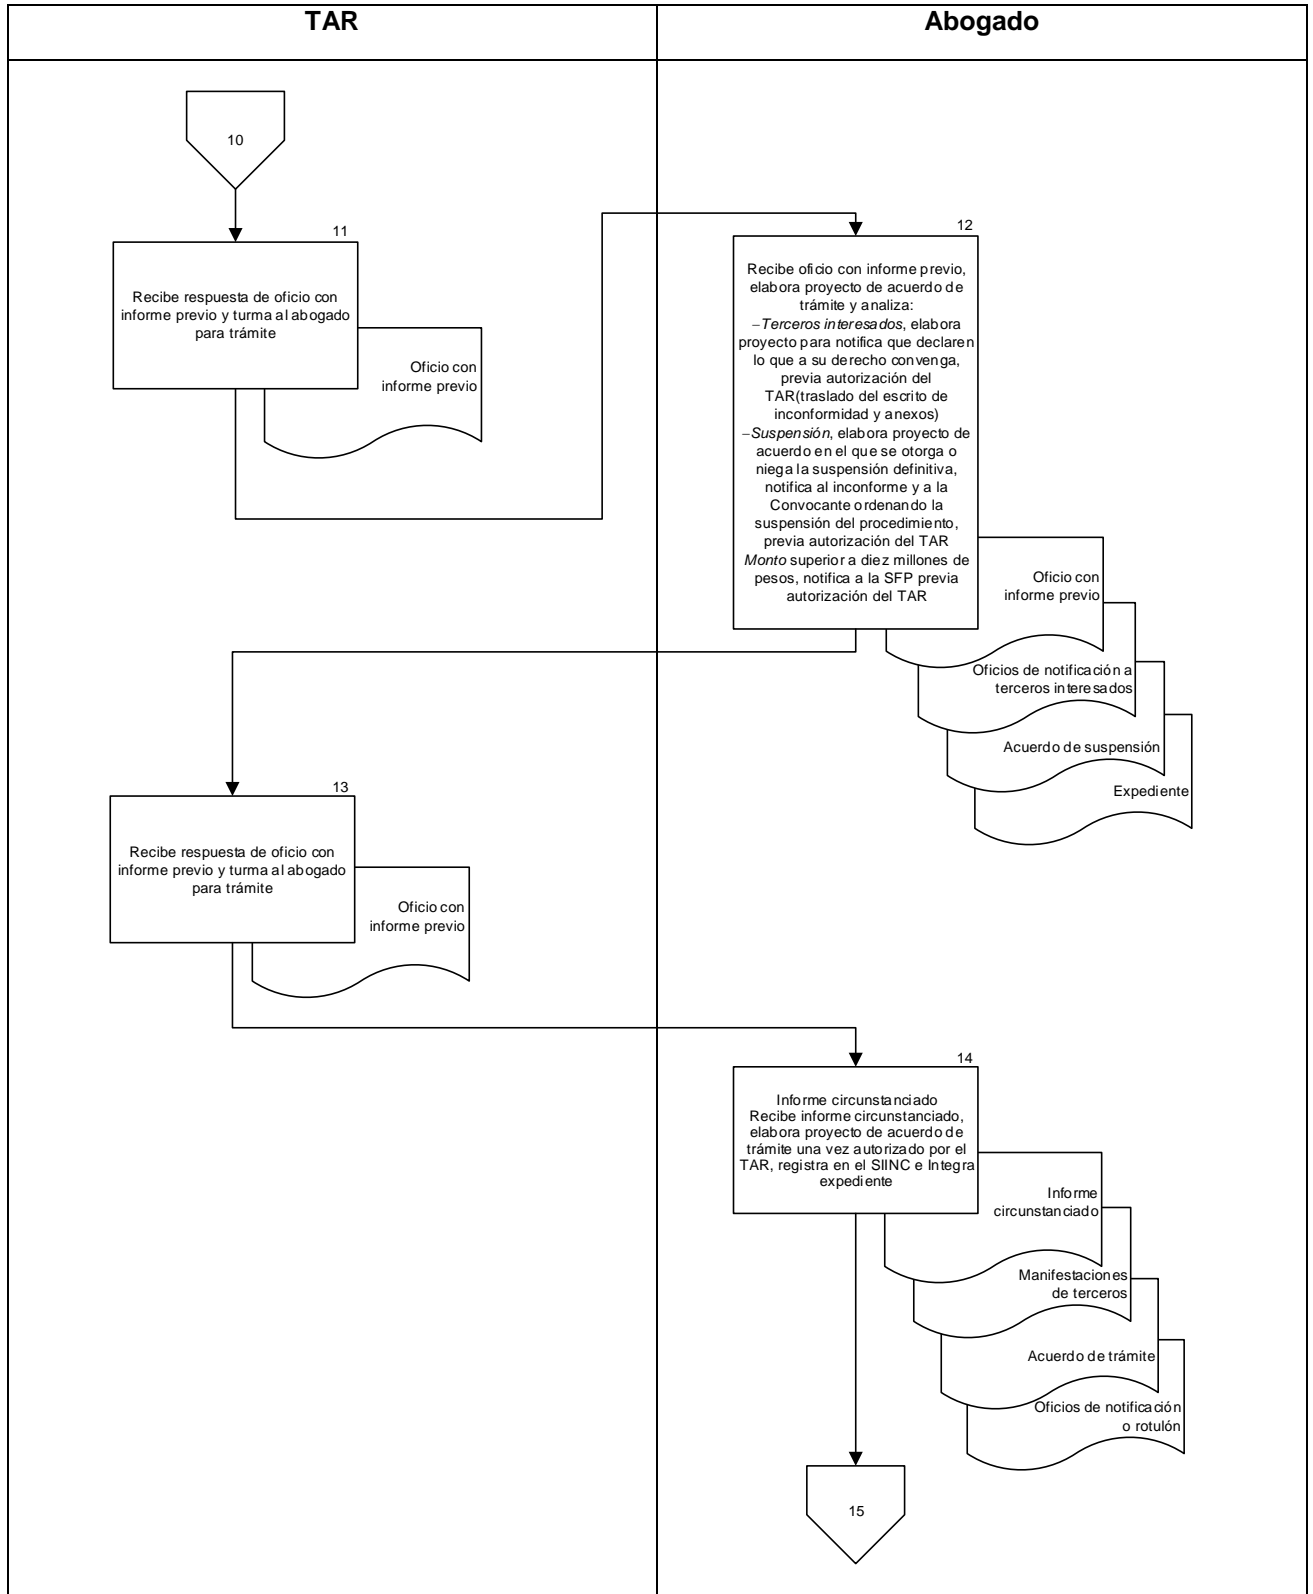 TAR
Abogado
10
11
Recibe respuesta de oficio con
informe previo y turma al abogado
para trámite
Oficio con
informe previo
12
Recibe oficio con informe previo,
elabora proyecto de acuerdo de
trámite y analiza:
–Terceros interesados, elabora
proyecto para notifica que declaren
lo que a su derecho convenga,
previa autorización del
TAR(traslado del escrito de
inconformidad y anexos)
–Suspensión, elabora proyecto de
acuerdo en el que se otorga o
niega la suspensión definitiva,
notifica al inconforme y a la
Convocante ordenando la
suspensión del procedimiento,
previa autorización del TAR
Monto superior a diez millones de
pesos, notifica a la SFP previa
autorización del TAR
Oficio con
informe previo
Oficios de notificación a
terceros interesados
Acuerdo de suspensión
Expediente
13
Recibe respuesta de oficio con
informe previo y turma al abogado
para trámite
Oficio con
informe previo
14
Informe circunstanciado
Recibe informe circunstanciado,
elabora proyecto de acuerdo de
trámite una vez autorizado por el
TAR, registra en el SIINC e Integra
expediente
Informe
circunstanciado
Manifestaciones
de terceros
Acuerdo de trámite
Oficios de notificación
o rotulón
15